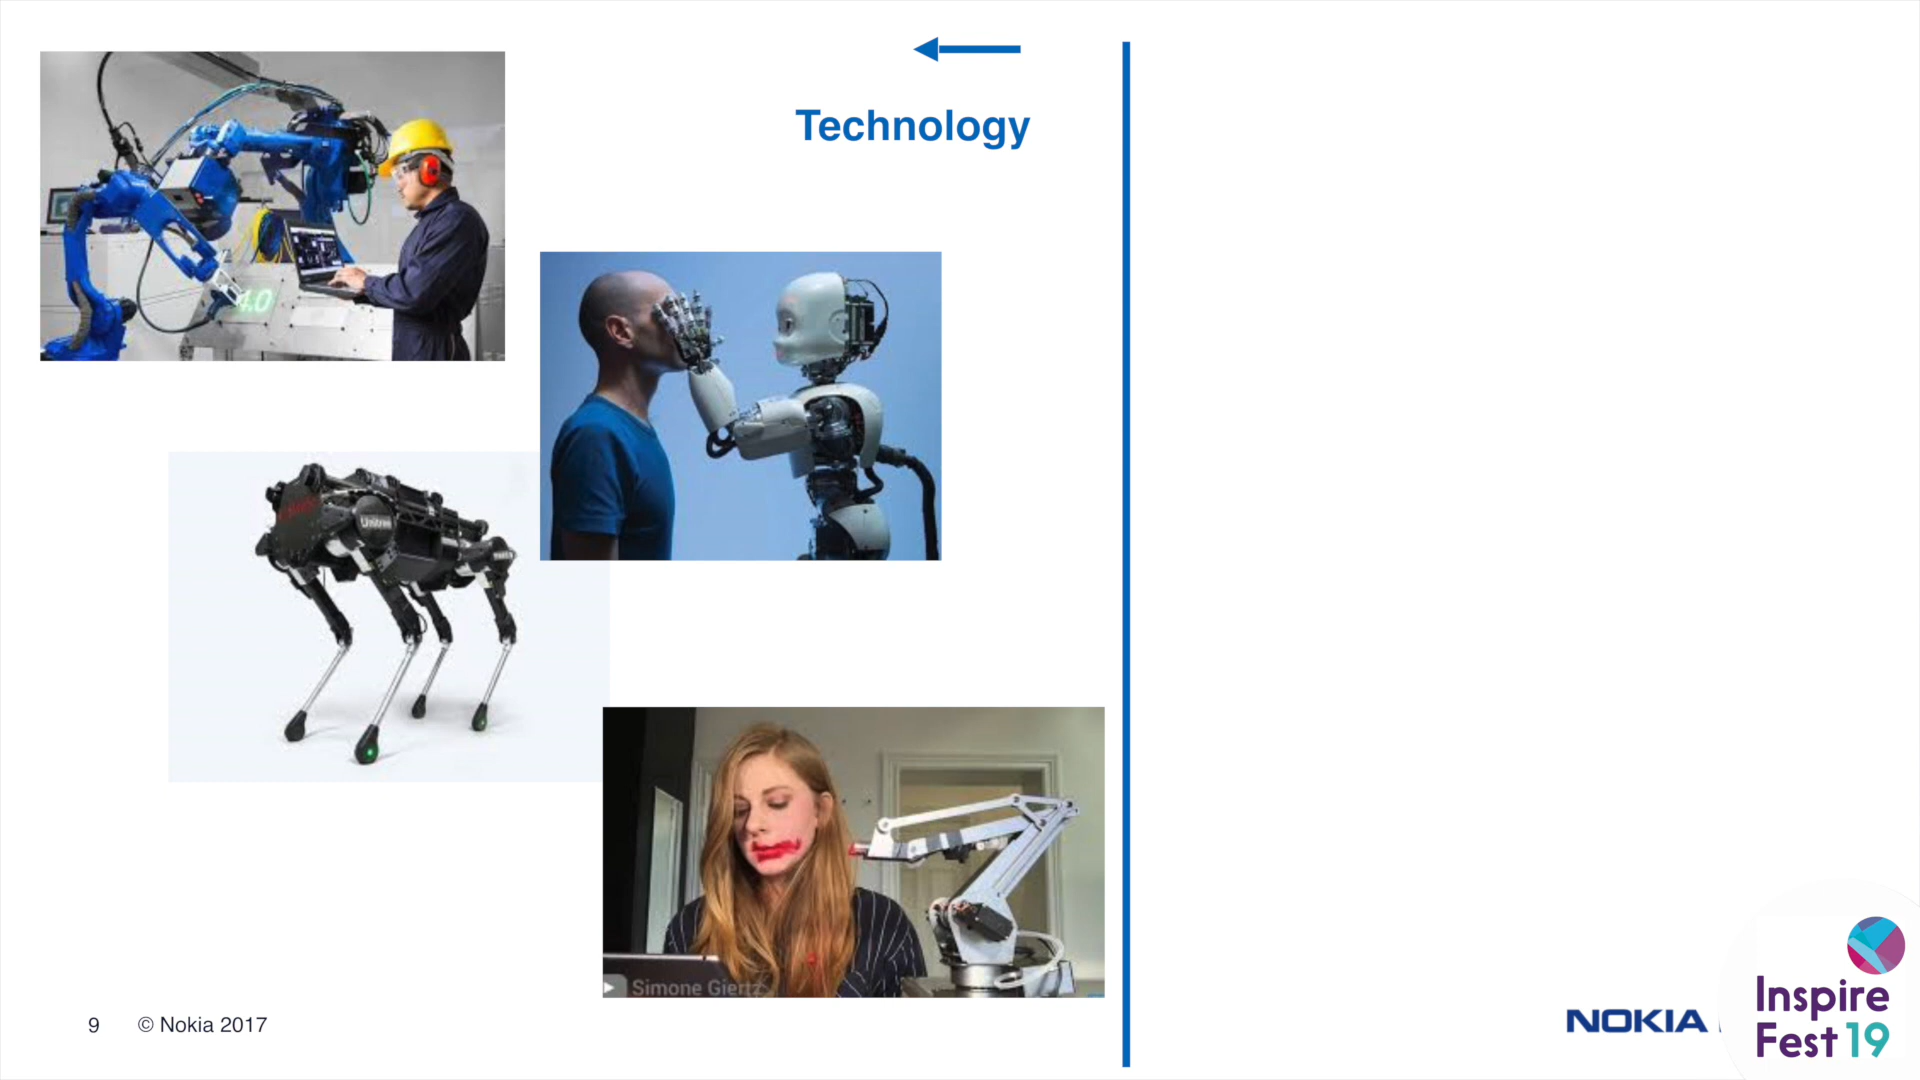 Technology
4.0
Unitree
Simone Giertz
9
© Nokia 2017
NOKIA
Inspire
Fest 19